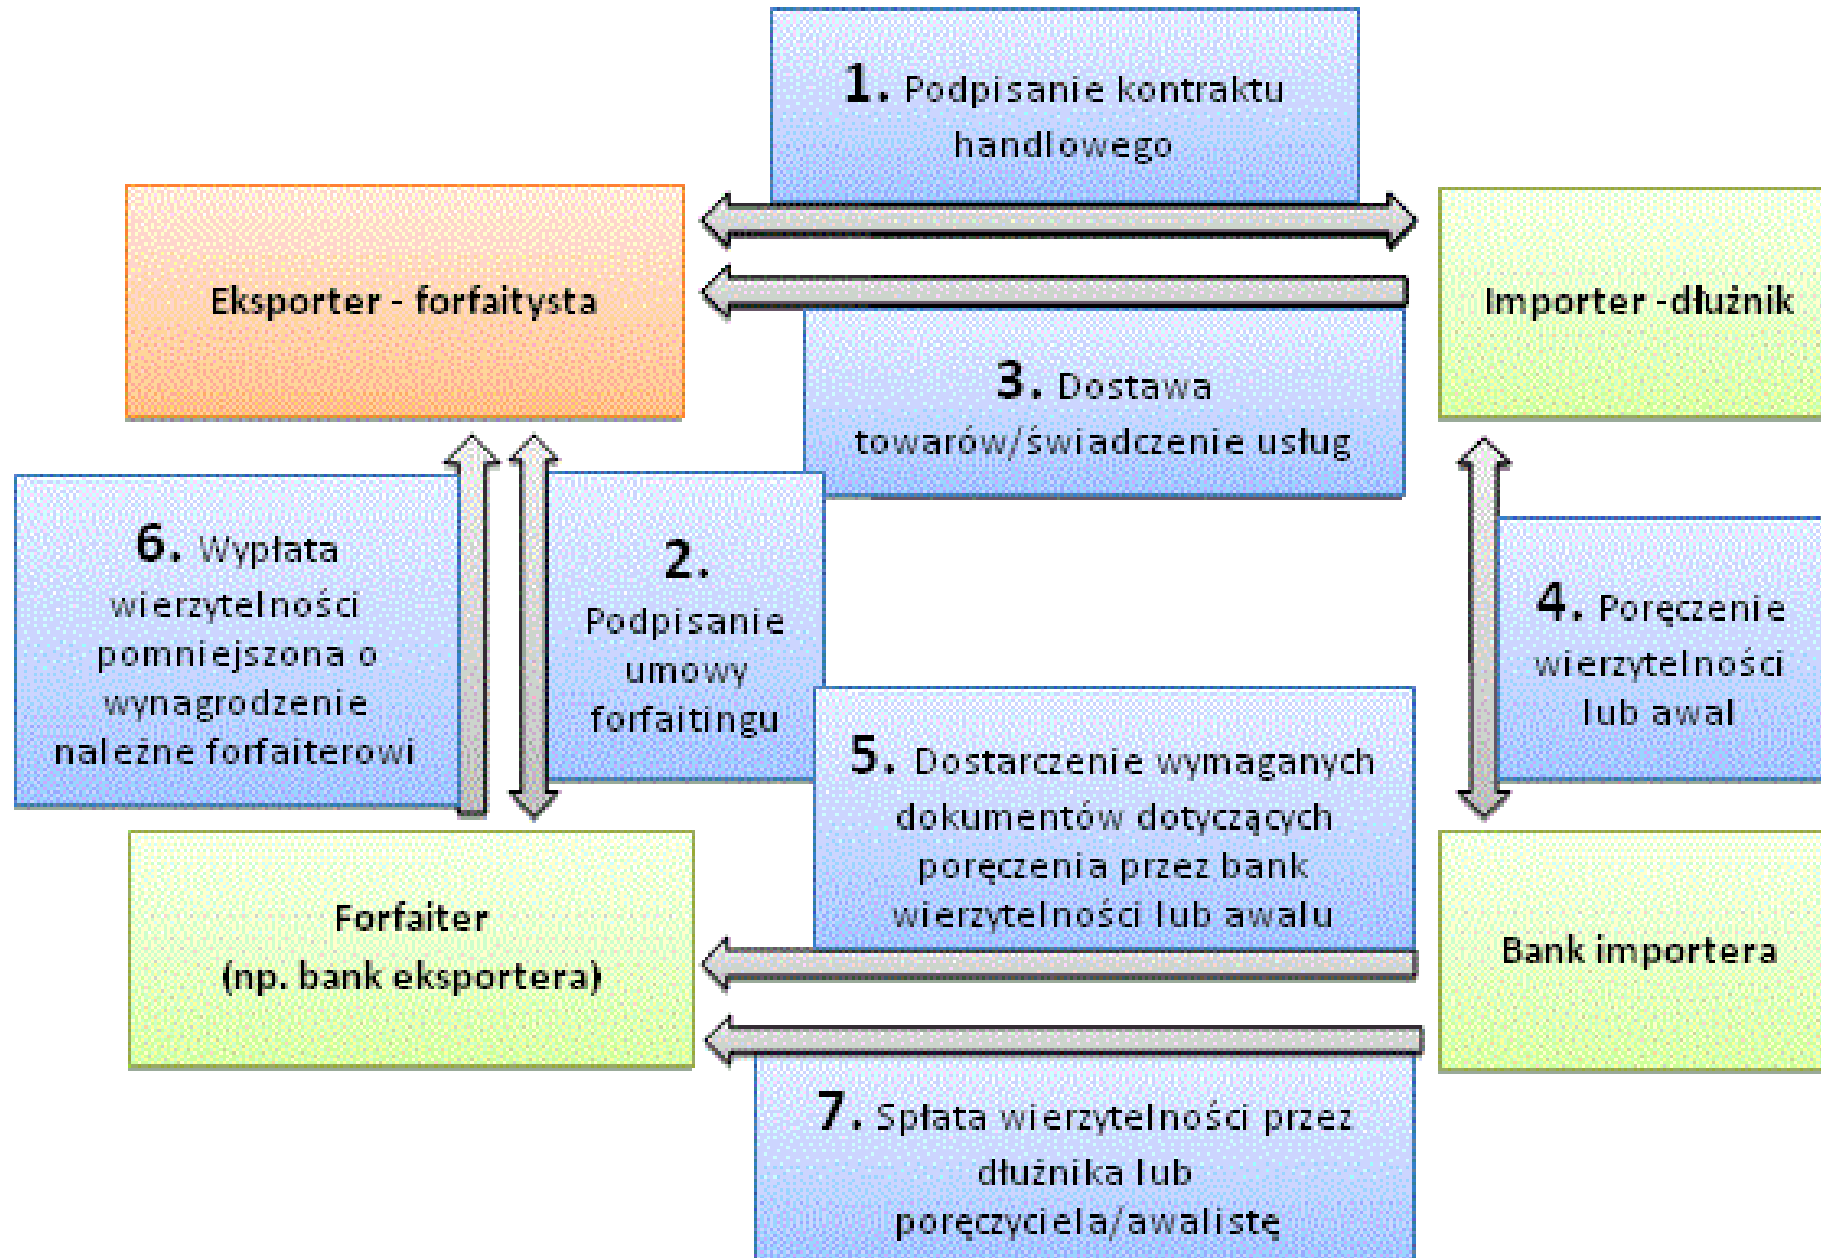 1. Podpisanie kontraktu
handlowego
Eksporter - forfaitysta
Importer -dłużnik
3. Dostawa
towarów/świadczenie usług
6. Wypłata
wierzytelności
pomniejszona o
wynagrodzenie
należne forfaiterowi
2.
Podpisanie
umowy
forfaitingu
4. Poręczenie
wierzytelności
lub awal
5. Dostarczenie wymaganych
dokumentów dotyczących
poręczenia przez bank
wierzytelności lub awalu
Forfaiter
(np. bank eksportera)
Bank importera
7. Spłata wierzytelności przez
dłużnika lub
poręczyciela/awalistę